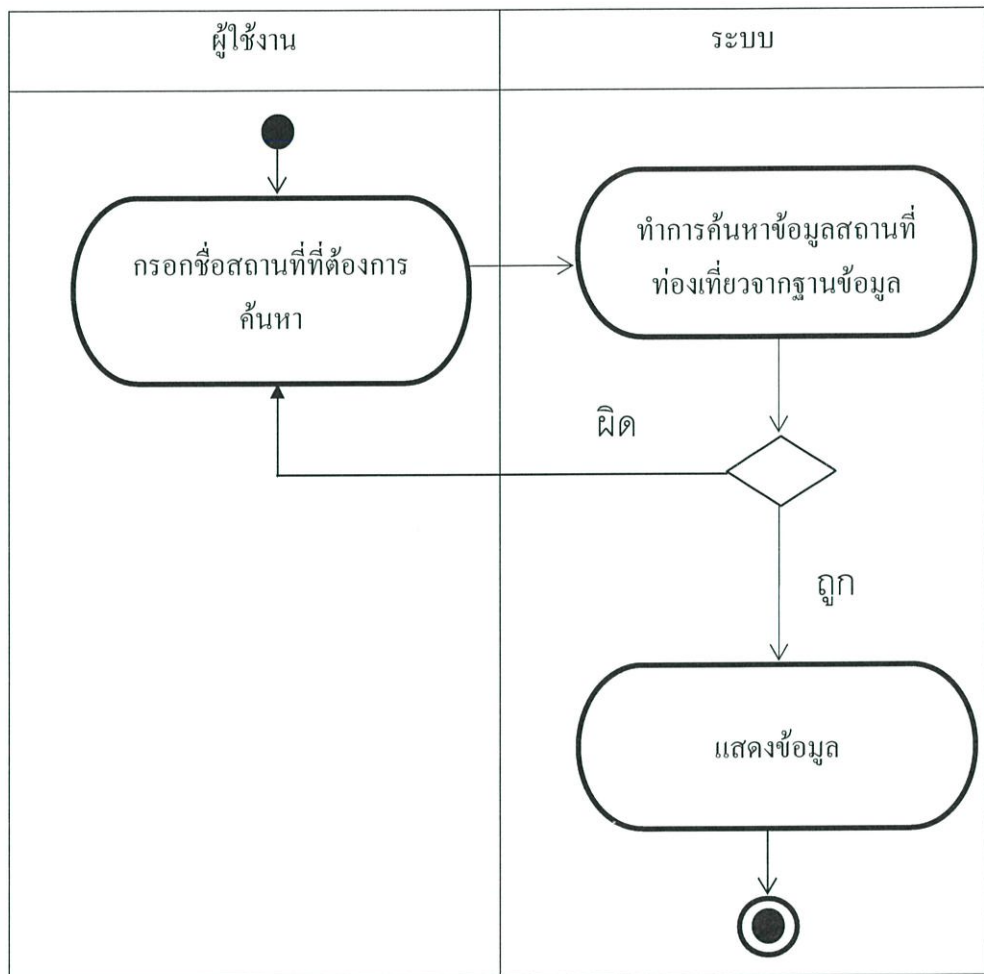 ผู้ใช้งาน
ระบบ
กรอกชื่อสถานที่ที่ต้องการ
ค้นหา
ทำการค้นหาข้อมูลสถานที่
ท่องเที่ยวจากฐานข้อมูล
ผิด
ถูก
แสดงข้อมูล